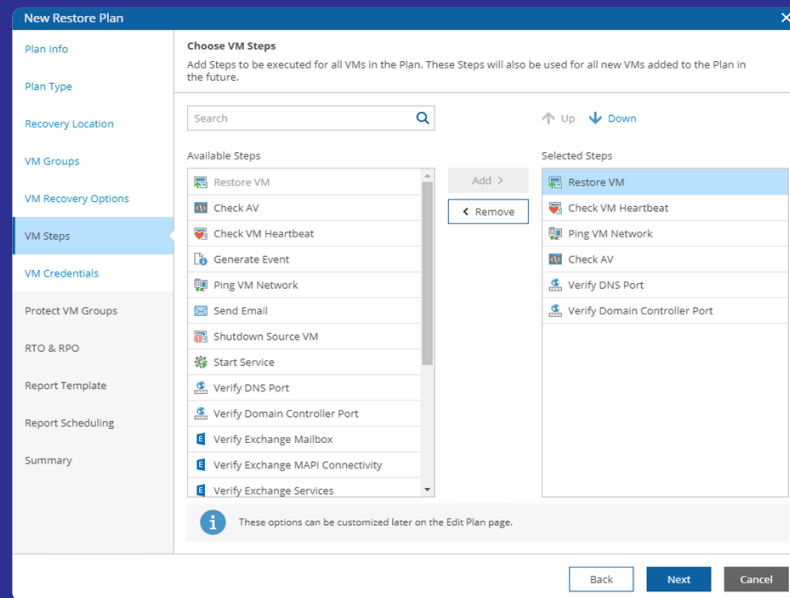 New Restore Plan
Plan Info
Plan Type
Recovery Location
VM Groups
VM Recovery Options
VM Steps
VM Credentials
Protect VM Groups
RTO & RPO
Report Template
Report Scheduling
Summary
Choose VM Steps
Add Steps to be executed for all VMs in the Plan. These Steps will also be used for all new VMs added to the Plan in
the future.
Search
Up
Down
Available Steps
Restore VM
Check AV
Check VM Heartbeat
Generate Event
Ping VM Network
Send Email
Shutdown Source VM
Start Service
Verify DNS Port
Verify Domain Controller Port
Verify Exchange Mailbox
Verify Exchange MAPI Connectivity
Verify Exchange Services
Add >
< Remove
Selected Steps
Restore VM
Check VM Heartbeat
Ping VM Network
Check AV
Verify DNS Port
Verify Domain Controller Port
These options can be customized later on the Edit Plan page.
Back
Next
Cancel